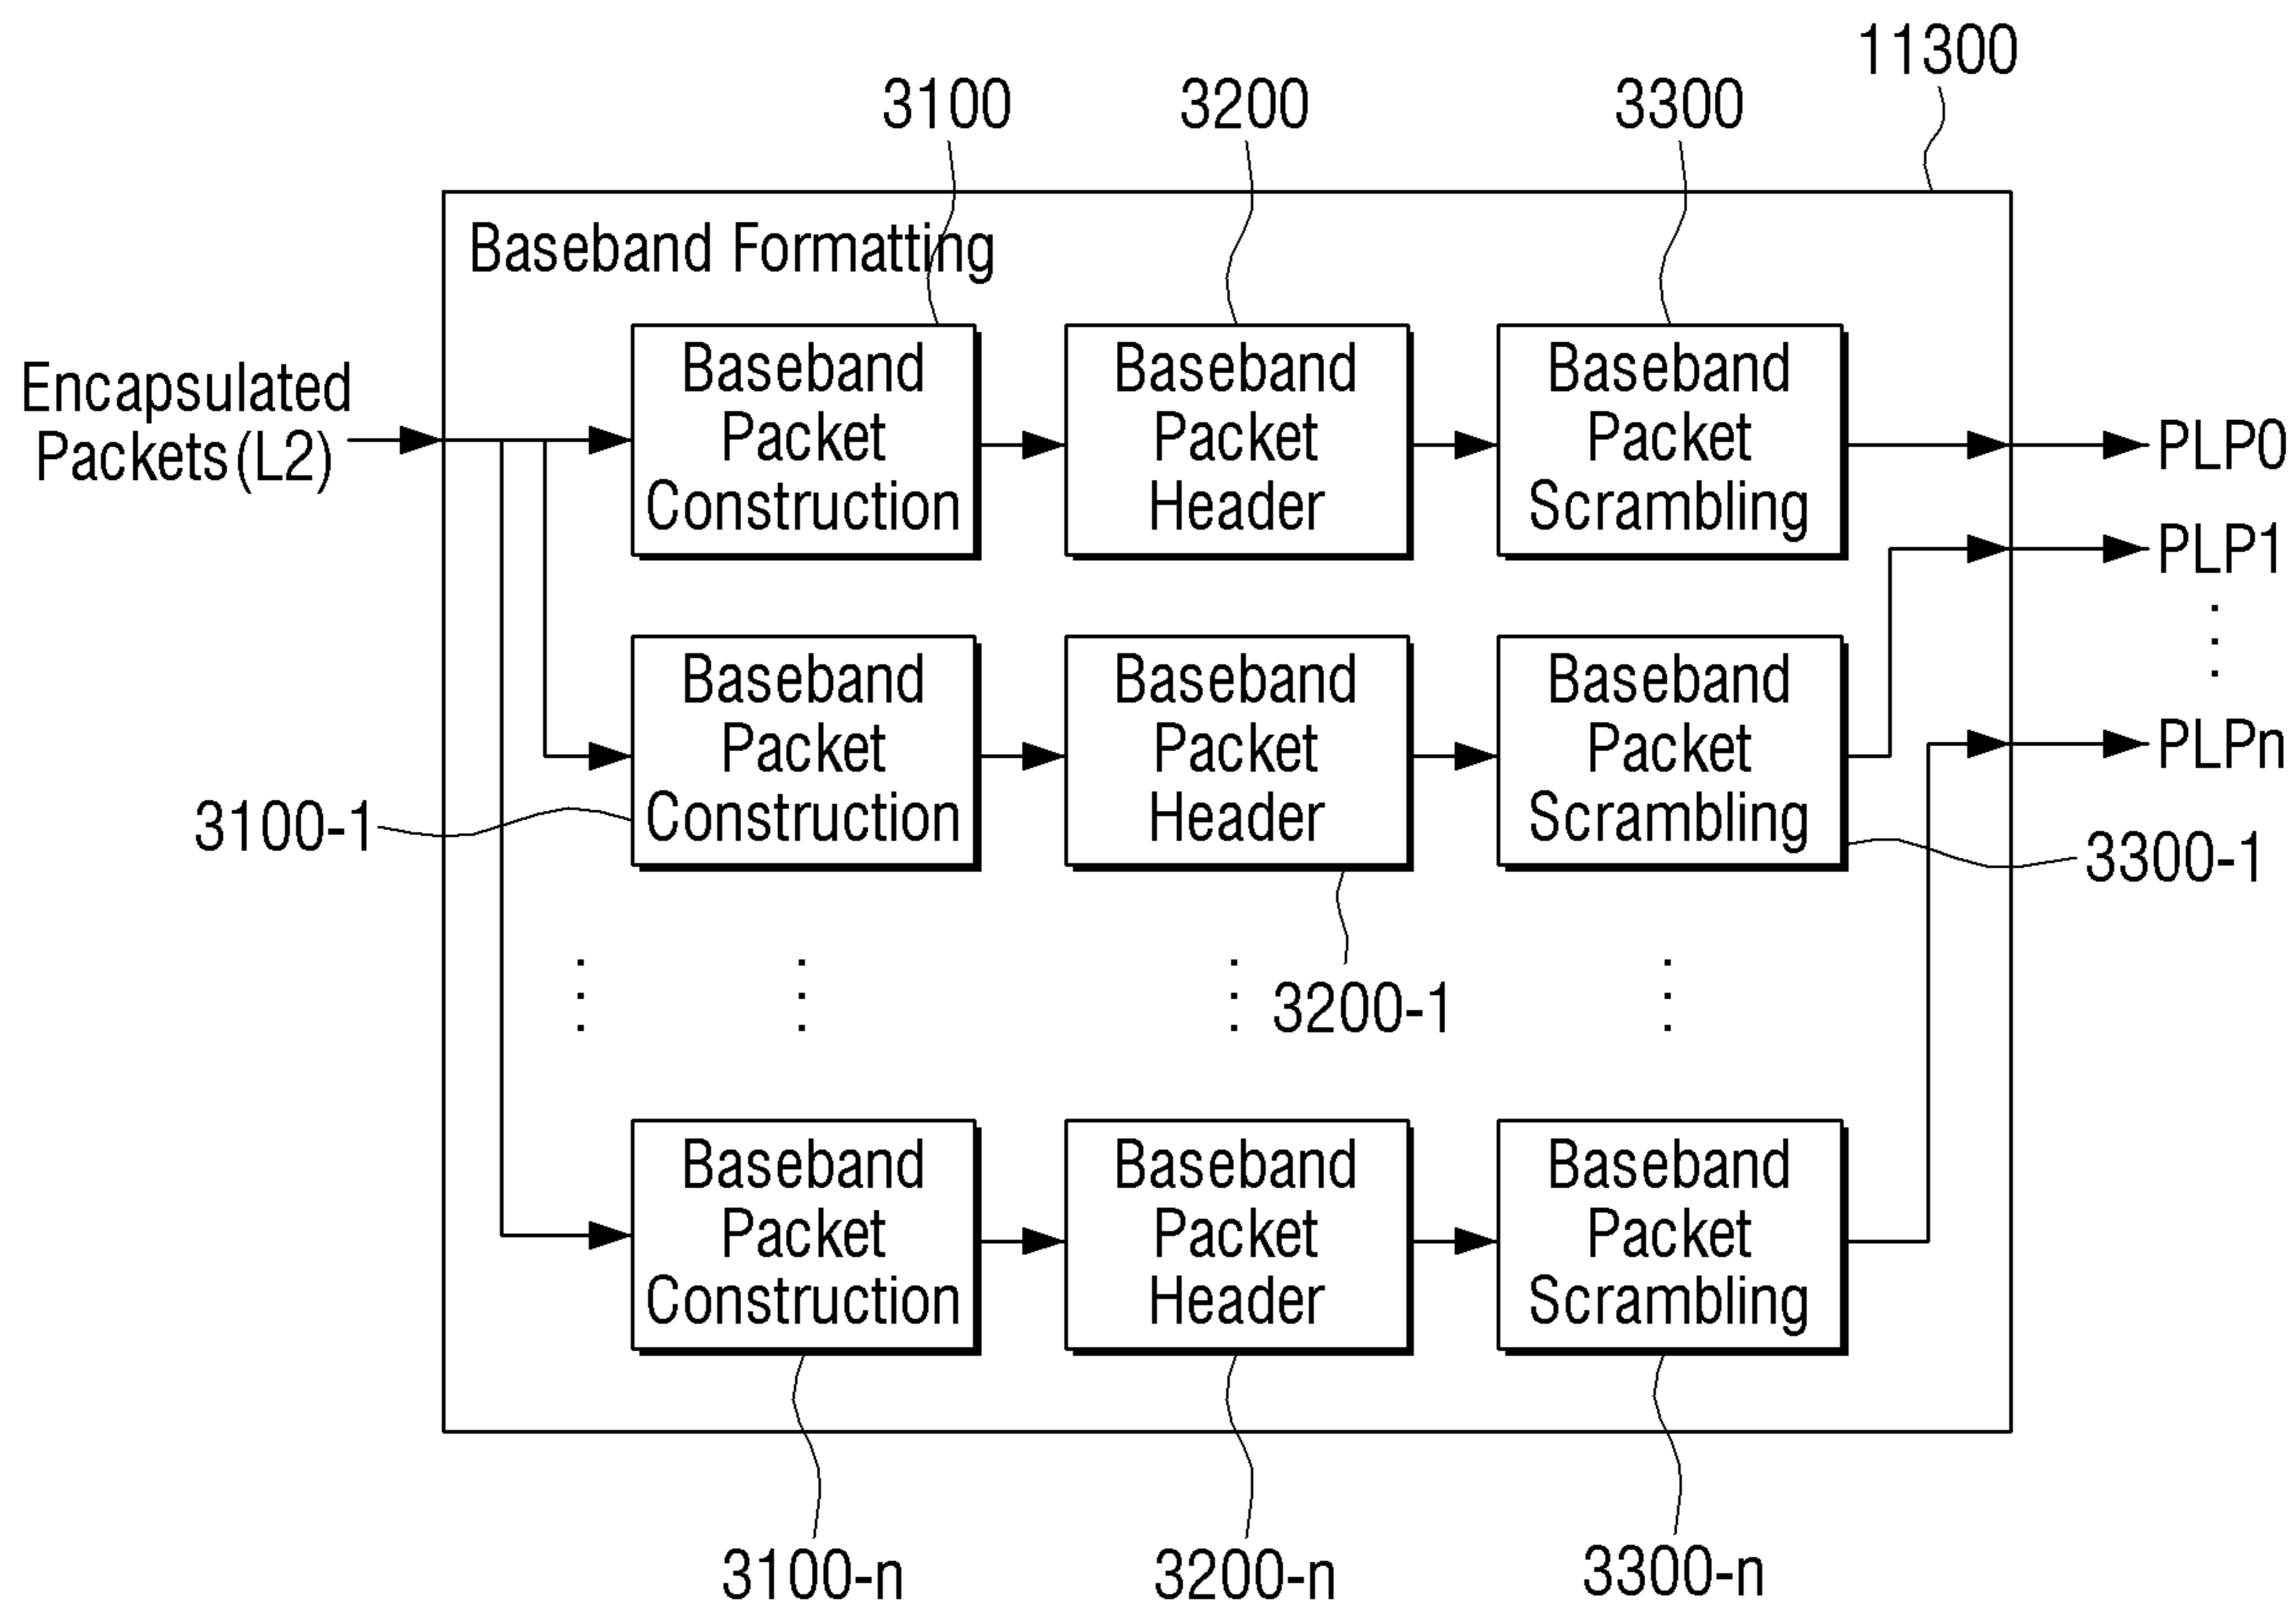 11300
3100
3200
3300
Baseband Formatting
Encapsulated
Packets(L2)
Baseband
Packet
Construction
Baseband
Packet
Header
Baseband
Packet
Scrambling
PLP0
PLP1
PLPn
Baseband
Packet
Construction
Baseband
Packet
Header
Baseband
Packet
Scrambling
3100-1
3300-1
3200-1
Baseband
Packet
Construction
Baseband
Packet
Header
Baseband
Packet
Scrambling
3100-n
3200-n
3300-n